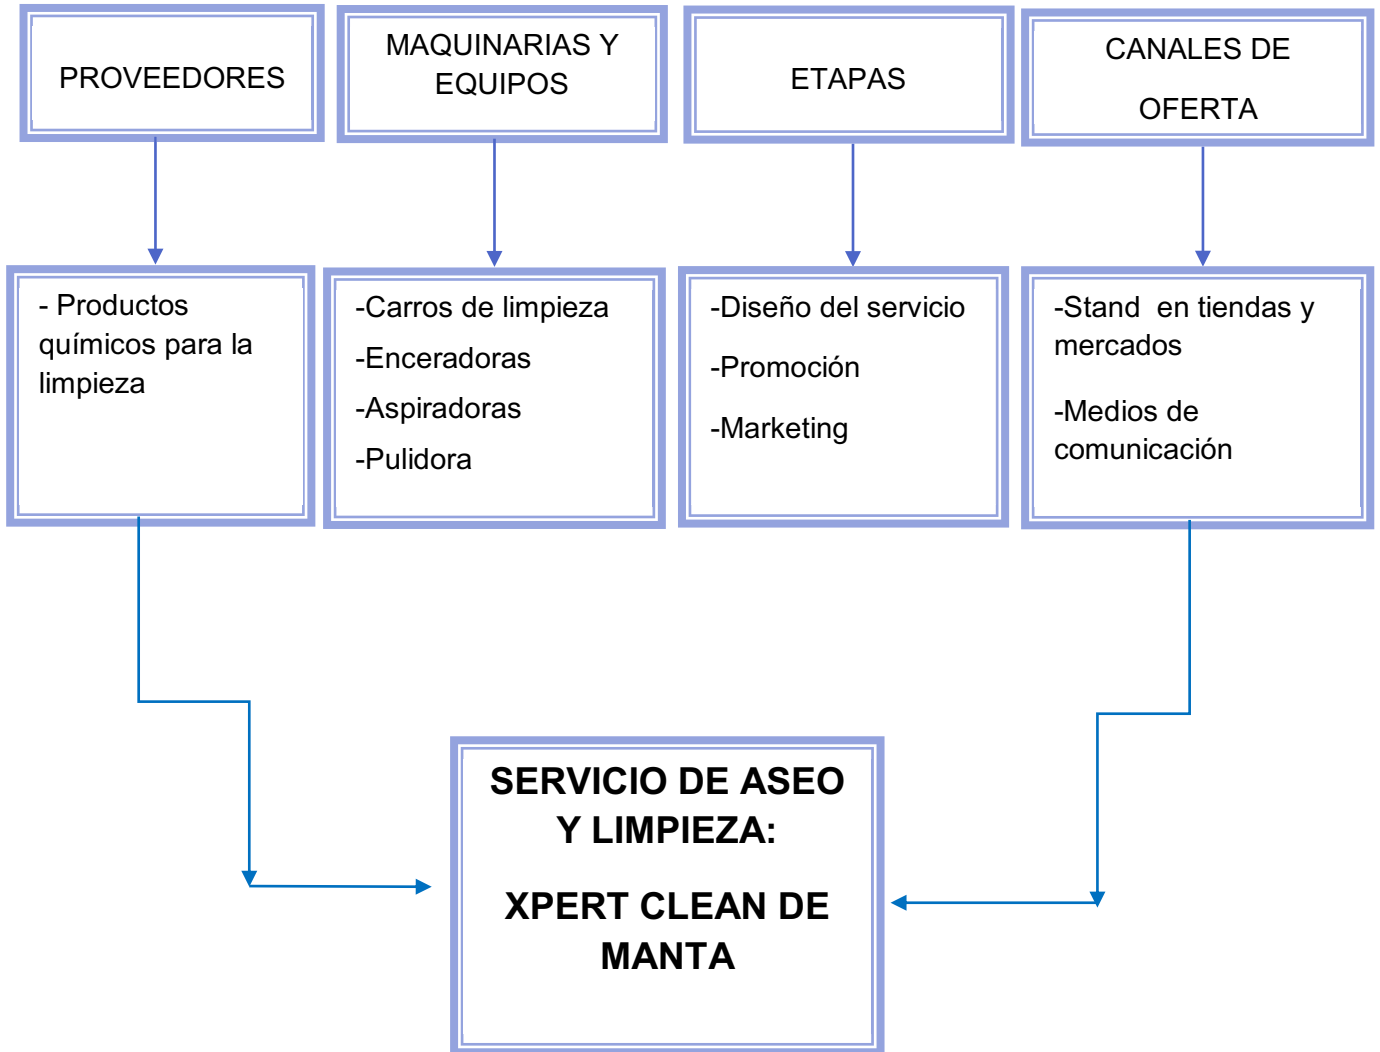 PROVEEDORES
MAQUINARIAS Y
EQUIPOS
ETAPAS
CANALES DE
OFERTA
- Productos
químicos para la
limpieza
-Carros de limpieza
-Enceradoras
-Aspiradoras
-Pulidora
-Diseño del servicio
-Promoción
-Marketing
-Stand  en tiendas y
mercados
-Medios de
comunicación
SERVICIO DE ASEO
Y LIMPIEZA:
XPERT CLEAN DE
MANTA